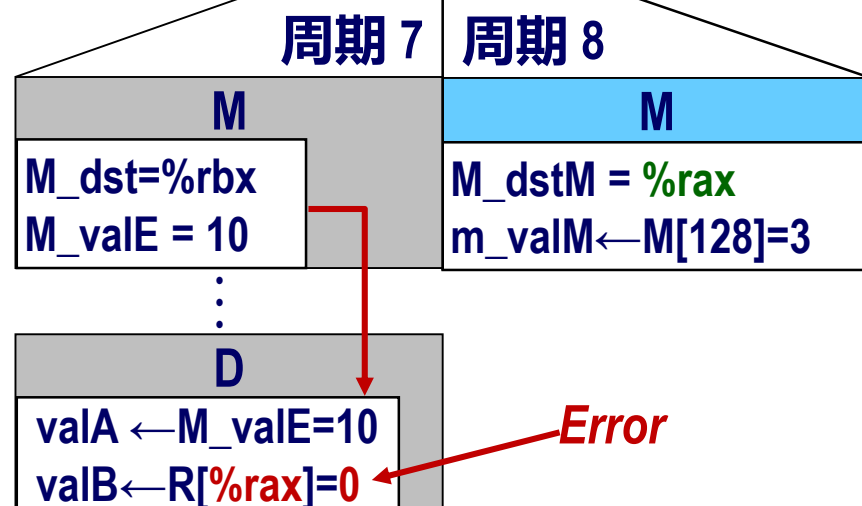 周期 7
周期 8
M
M
M_dst=%rbx
M_valE = 10
M_dstM = %rax
m_valM←M[128]=3
D
valA ←M_valE=10
valB←R[%rax]=0
Error